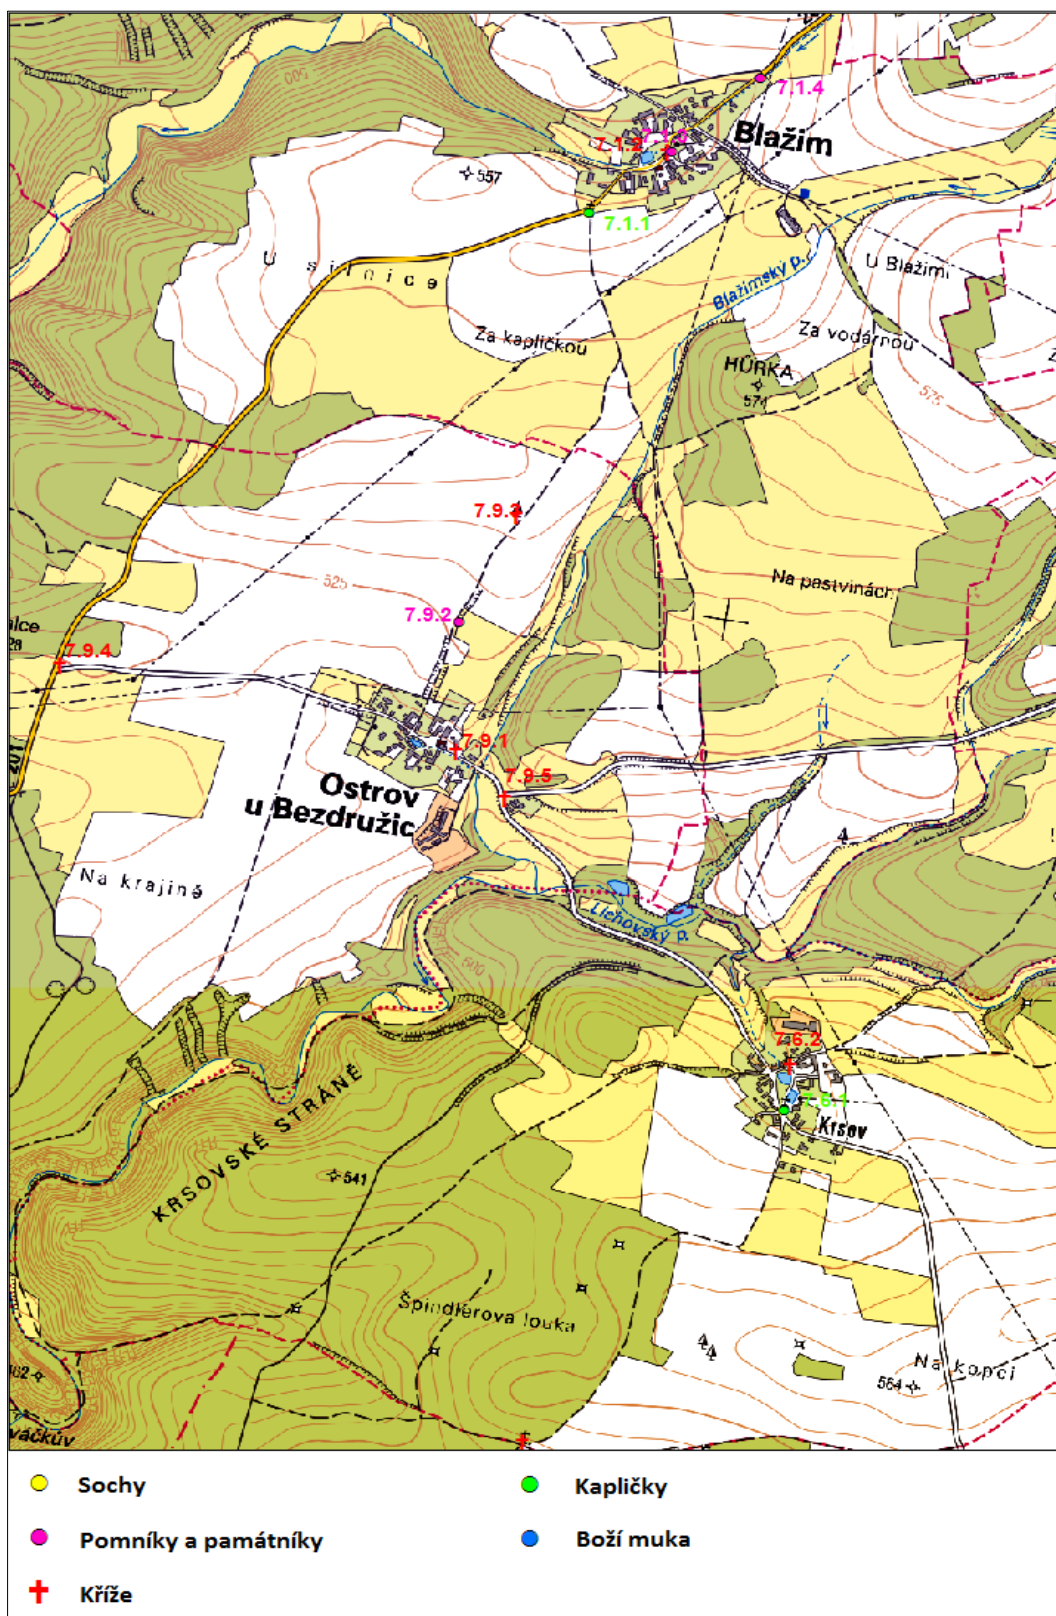 500
7.1.4
7.1.2
7.1.3
Blažim
557
7.1.1
U silnice
U Blažimi
Blažimský p.
Za kapličkou
Za vodárnou
HŮRKA
571
575
7.9.3
525
Na pastvinách
7.9.2
7.9.4
7.9.1
7.9.5
201
Ostrov
u Bezdružic
Na krajině
Lichovský p.
500
7.6.2
7.6.1
Krsov
KRSOVSKÉ STRÁNĚ
541
Špindlerova louka
Na kopci
564
Sochy
Kapličky
Pomníky a památníky
Boží muka
Kříže